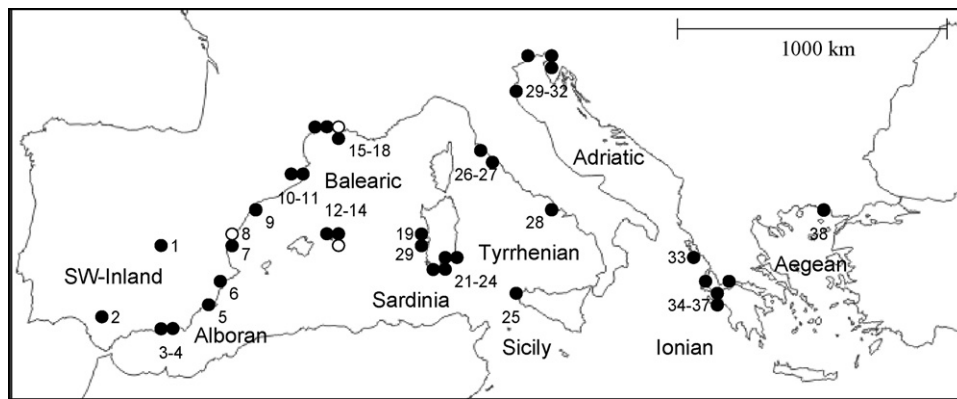 1000 km
29-32
15-18
Adriatic
26-27
Balearic
10-11
12-14
9
28
8
19
38
1
7
29
Tyrrhenian
33
Aegean
SW-Inland
21-24
6
Sardinia
34-37
2
5
25
Alboran
3-4
Sicily
Ionian